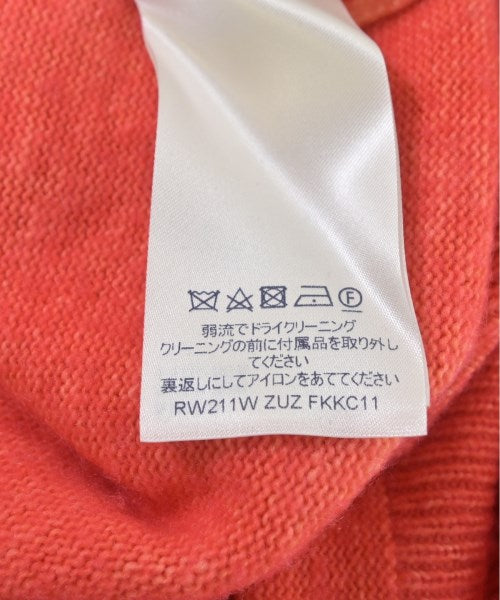 F
弱流でドライクリーニング
クリーニングの前に付属品を取り外し
てください
裏返しにしてアイロンをあててください
RW211W ZUZ FKKC11